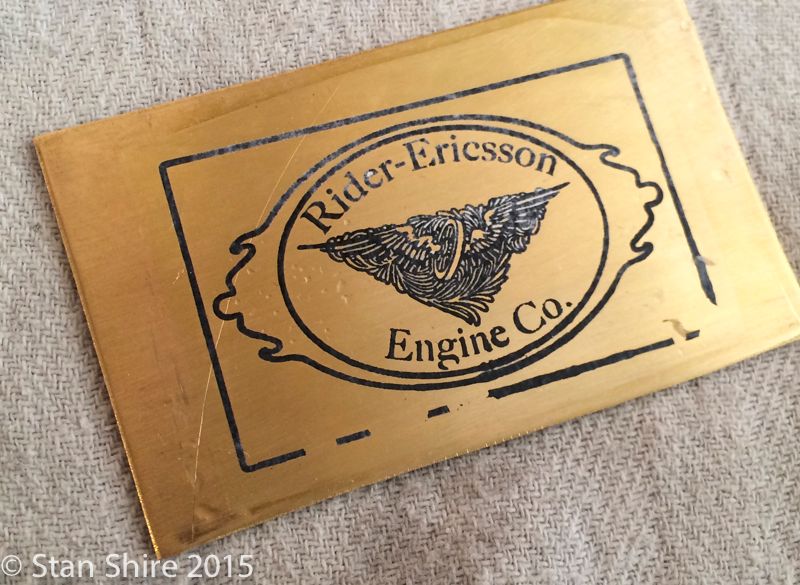 Rider-Ericsson
Engine Co.
© Stan Shire 2015